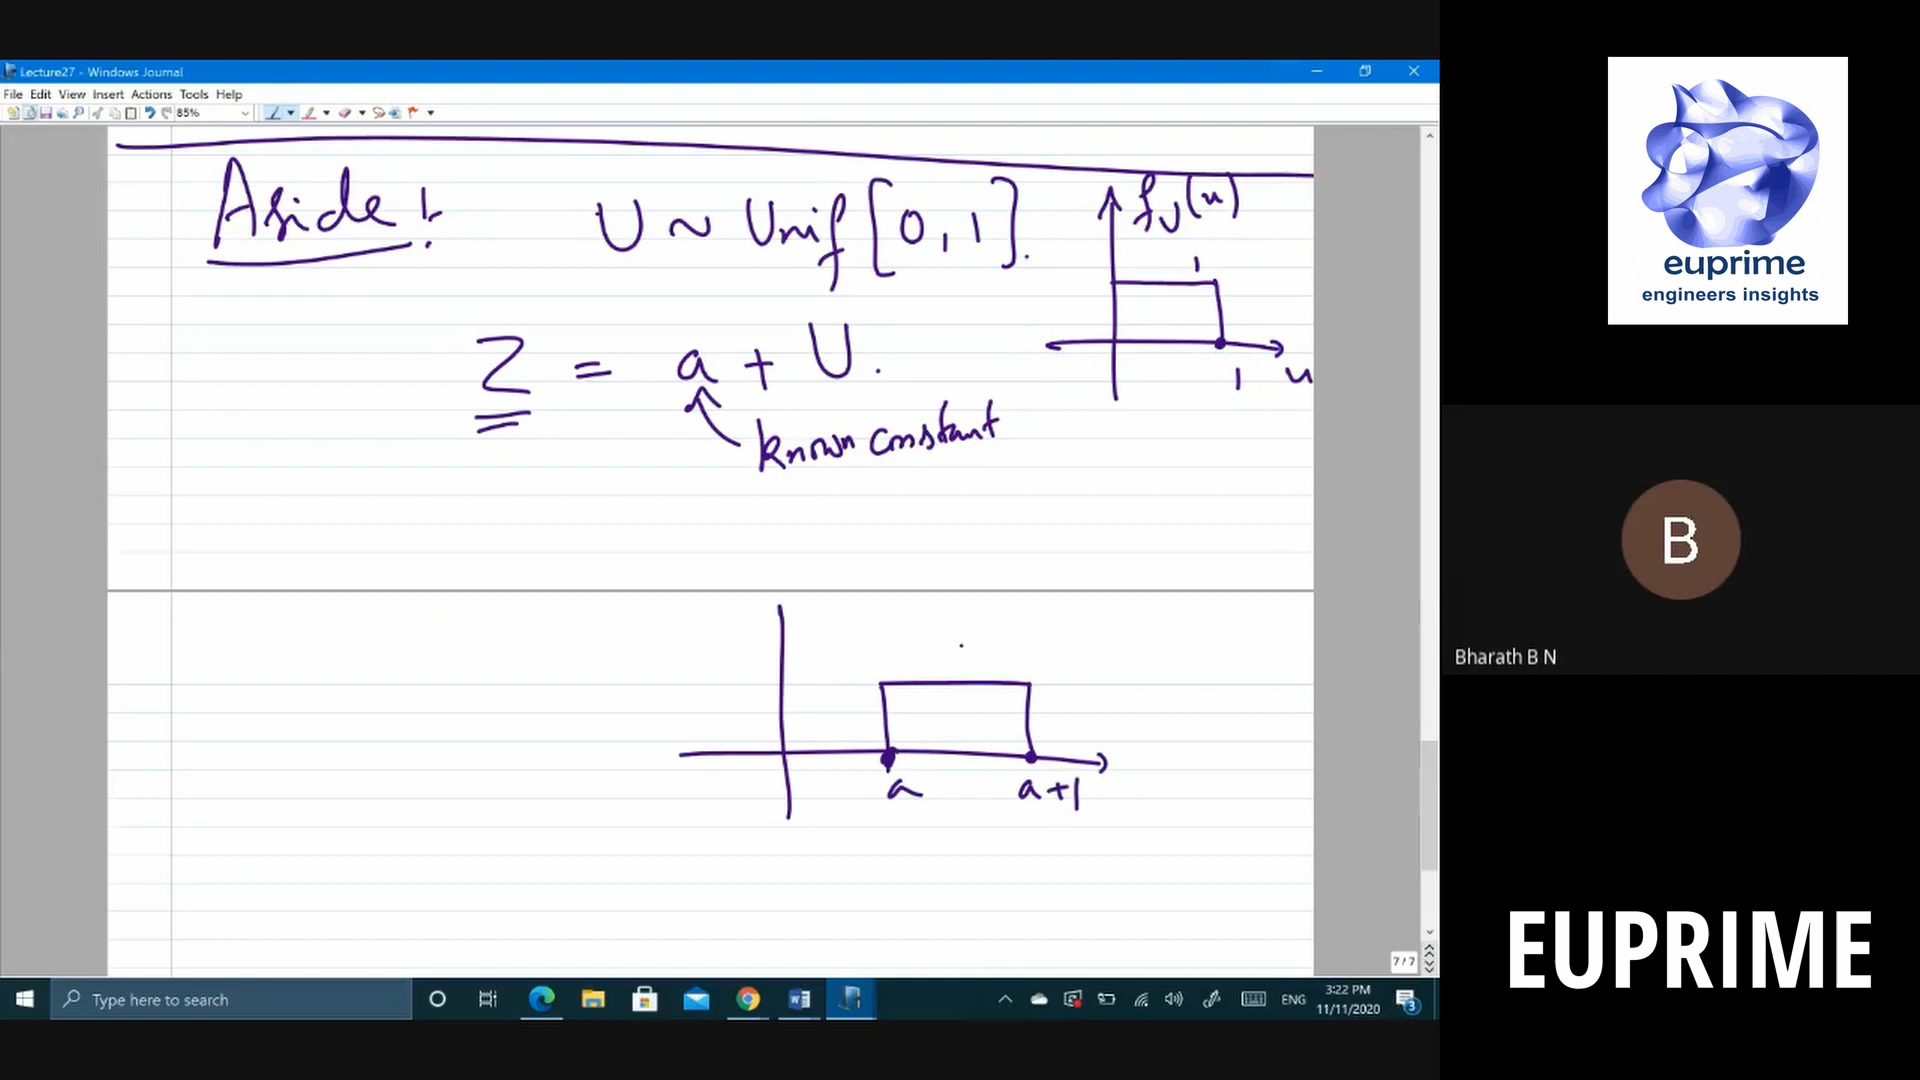 Lecture27 - Windows Journal
File Edit View Insert Actions Tools Help
85%
Aside! U ~ Unif [0, 1]. f_U(u)
1
1 u
Z = a + U.
known constant
a a+1
7 / 7
Type here to search
ENG
3:22 PM
11/11/2020
3
euprime
engineers insights
B
Bharath B N
EUPRIME